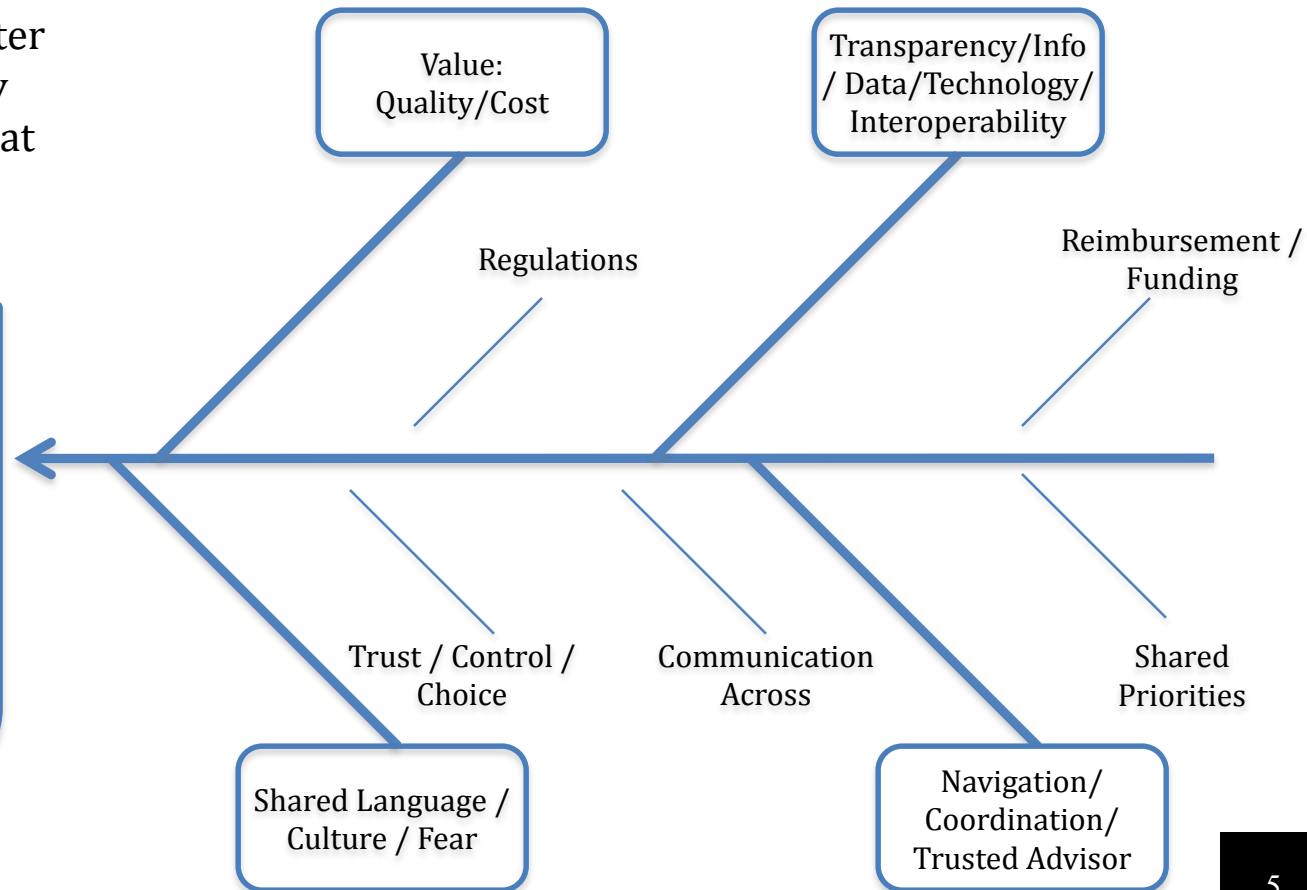 Value:
Quality/Cost
Transparency/Info
/ Data/Technology/
Interoperability
at
Regulations
Reimbursement /
Funding
Trust / Control /
Choice
Communication
Across
Shared
Priorities
Shared Language /
Culture / Fear
Navigation/
Coordination/
Trusted Advisor
5